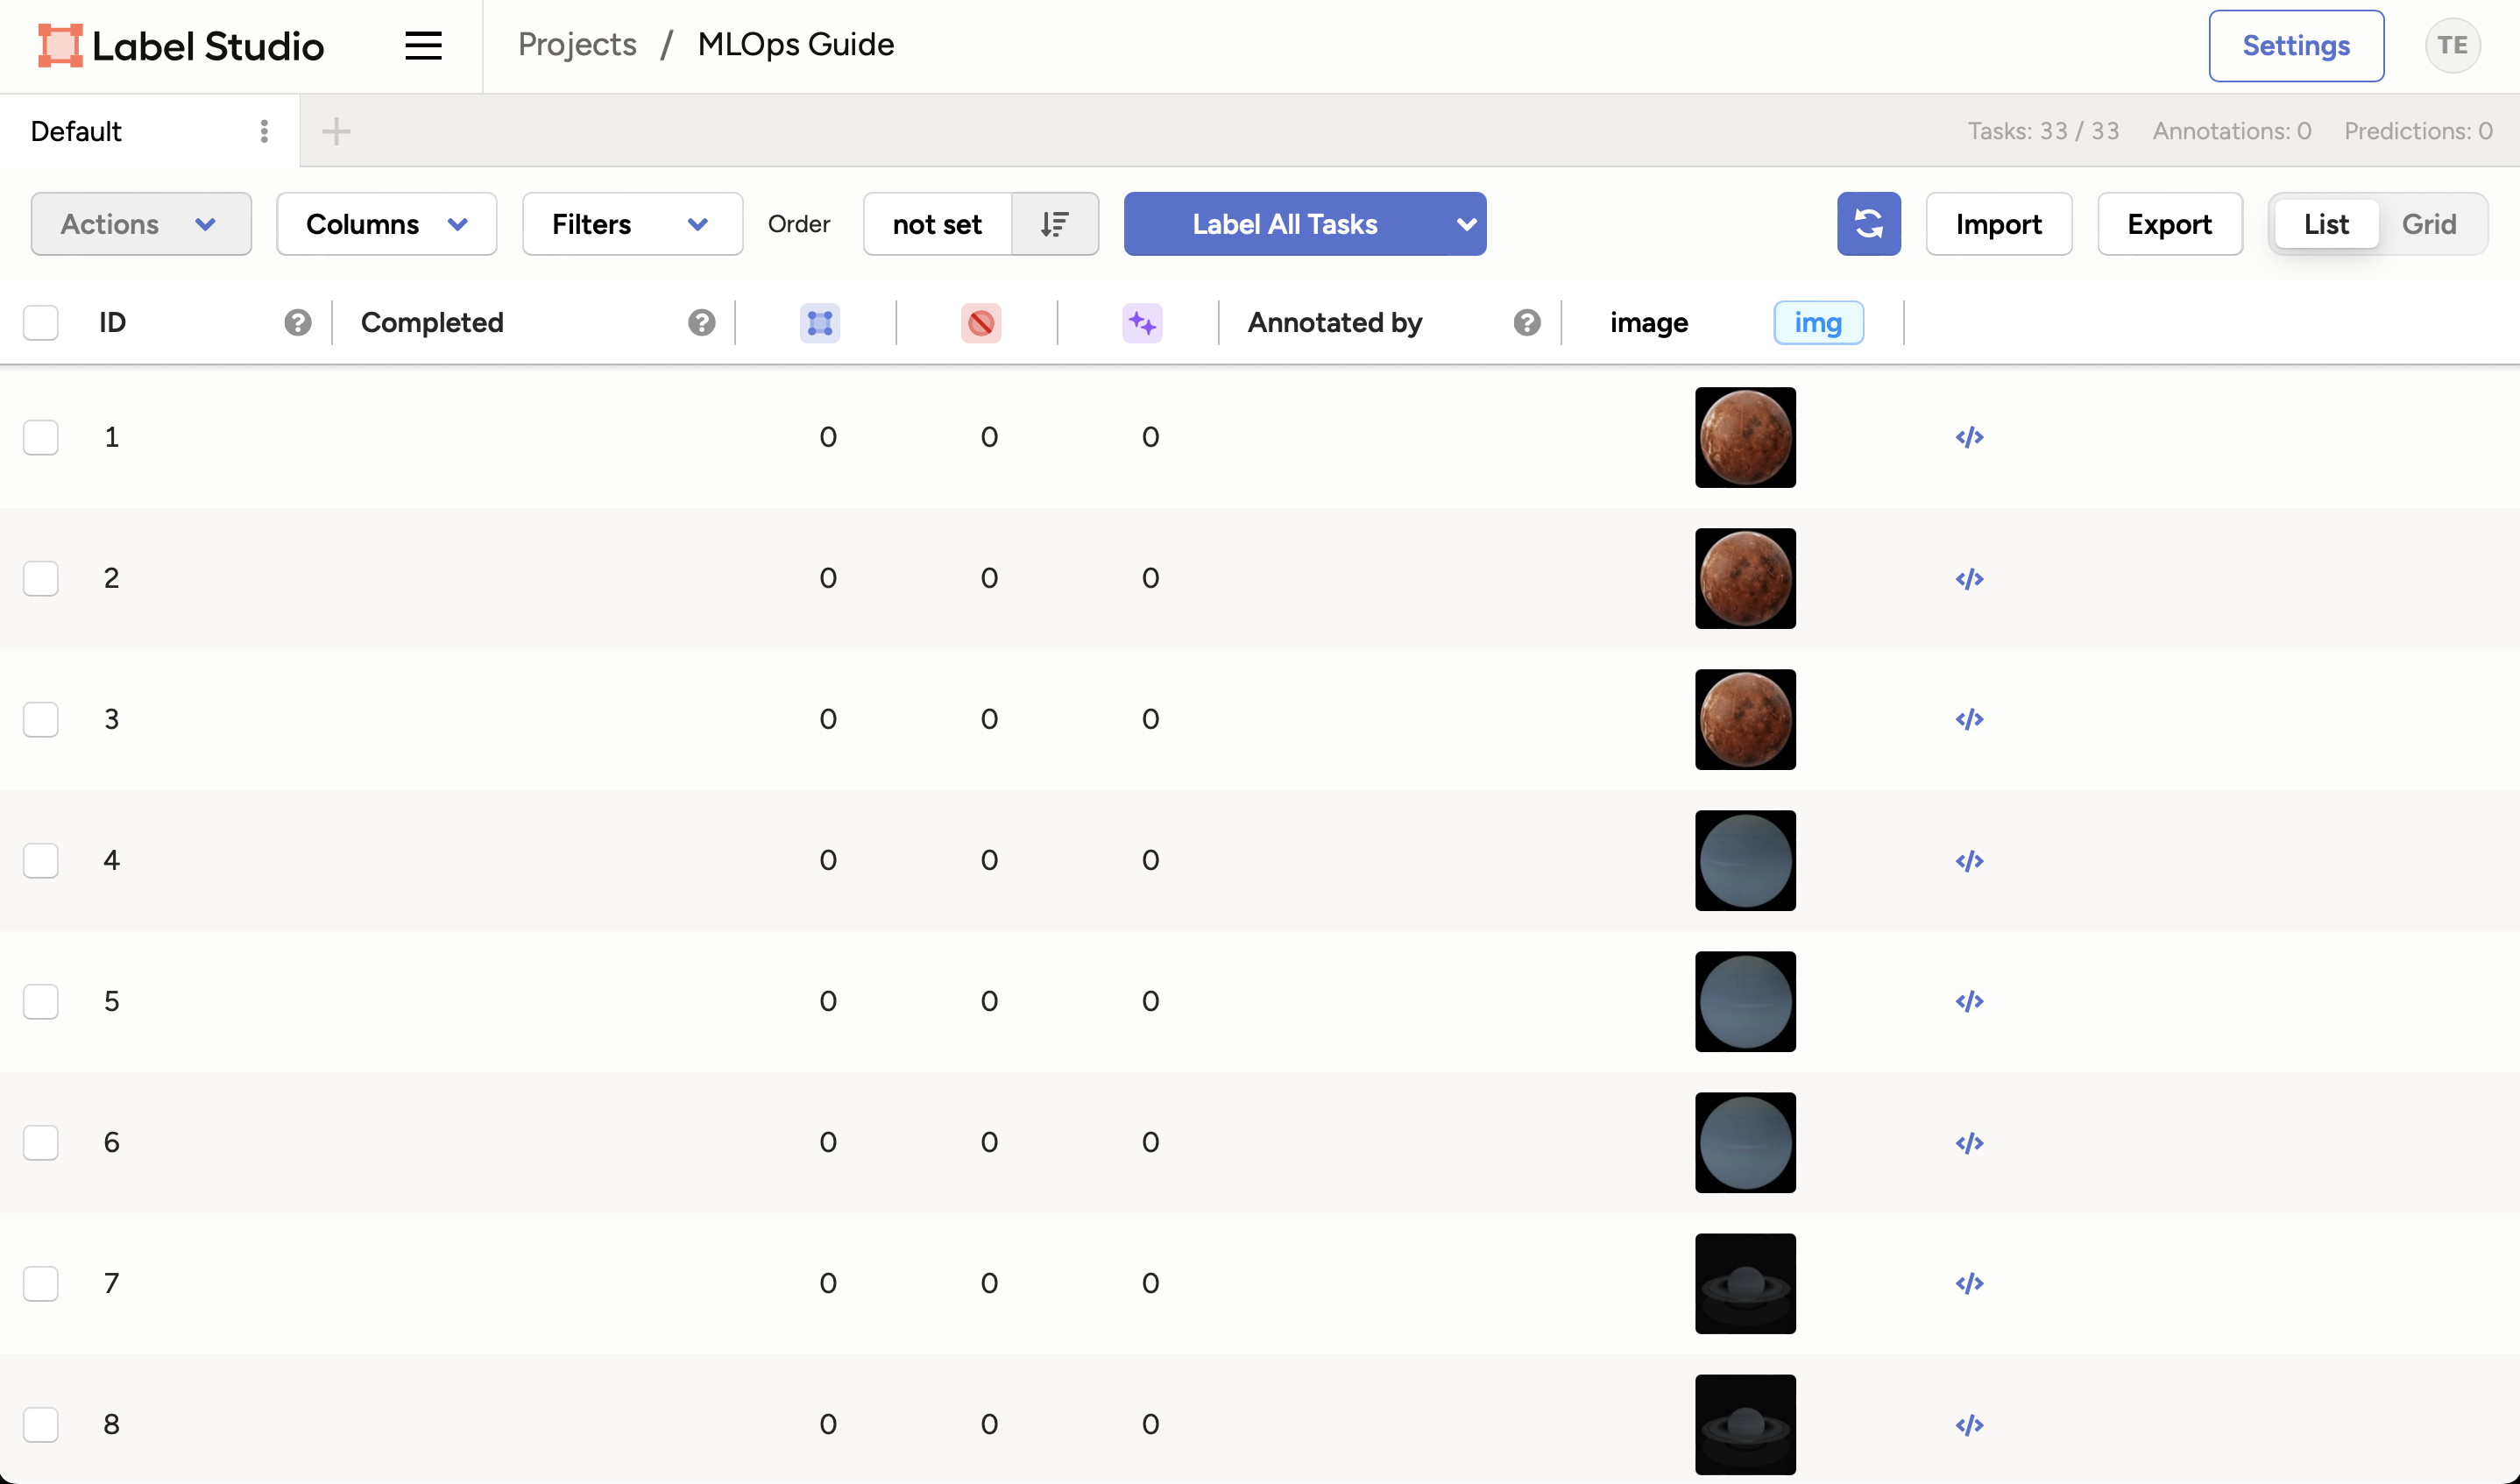 Label Studio
Projects / MLOps Guide
Settings
TE
Default
Tasks: 33 / 33 Annotations: 0 Predictions: 0
Actions Columns Filters Order not set Label All Tasks Import Export List Grid
ID ? Completed ? Annotated by ? image img
1 0 0 0 </>
2 0 0 0 </>
3 0 0 0 </>
4 0 0 0 </>
5 0 0 0 </>
6 0 0 0 </>
7 0 0 0 </>
8 0 0 0 </>